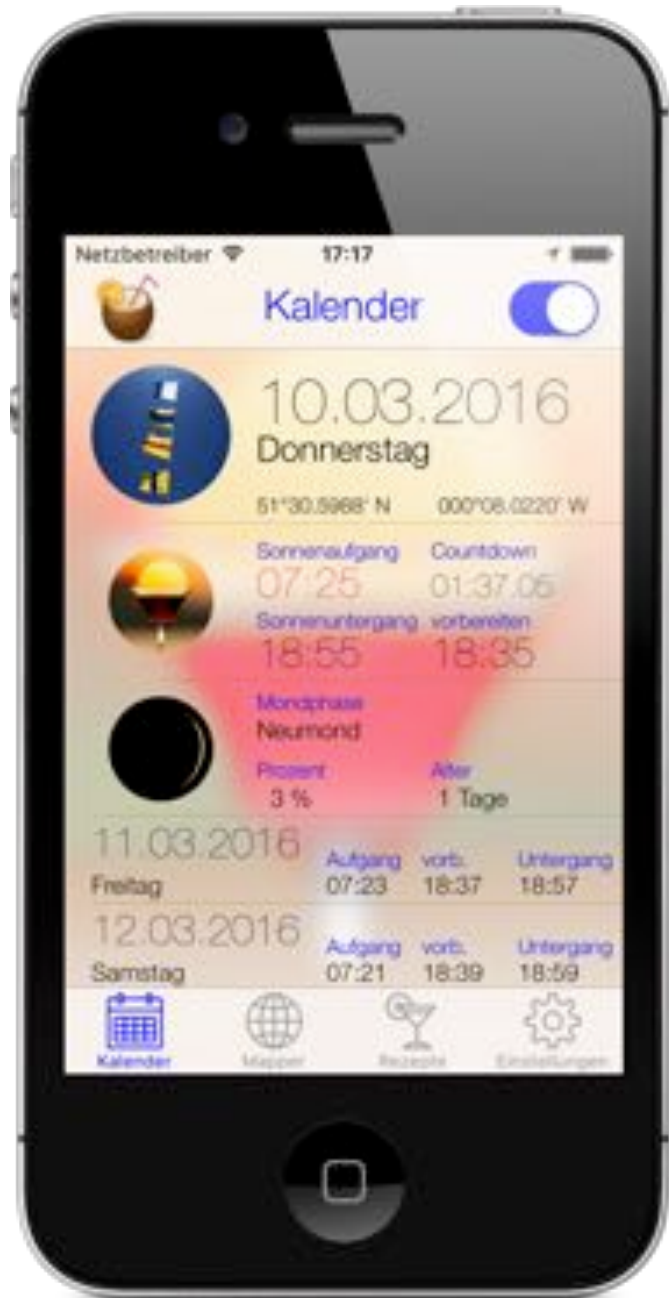 Netzbetreiber 17:17
Kalender
10.03.2016
Donnerstag
51°30.5988' N 000°08.0220' W
Sonnenaufgang Countdown
07:25 01:37.05
Sonnenuntergang vorbereiten
18:55 18:35
Mondphase
Neumond
Prozent Alter
3 % 1 Tage
11.03.2016
Aufgang vorb. Untergang
Freitag 07:23 18:37 18:57
12.03.2016
Aufgang vorb. Untergang
Samstag 07:21 18:39 18:59
Kalender Mapper Rezepte Einstellungen